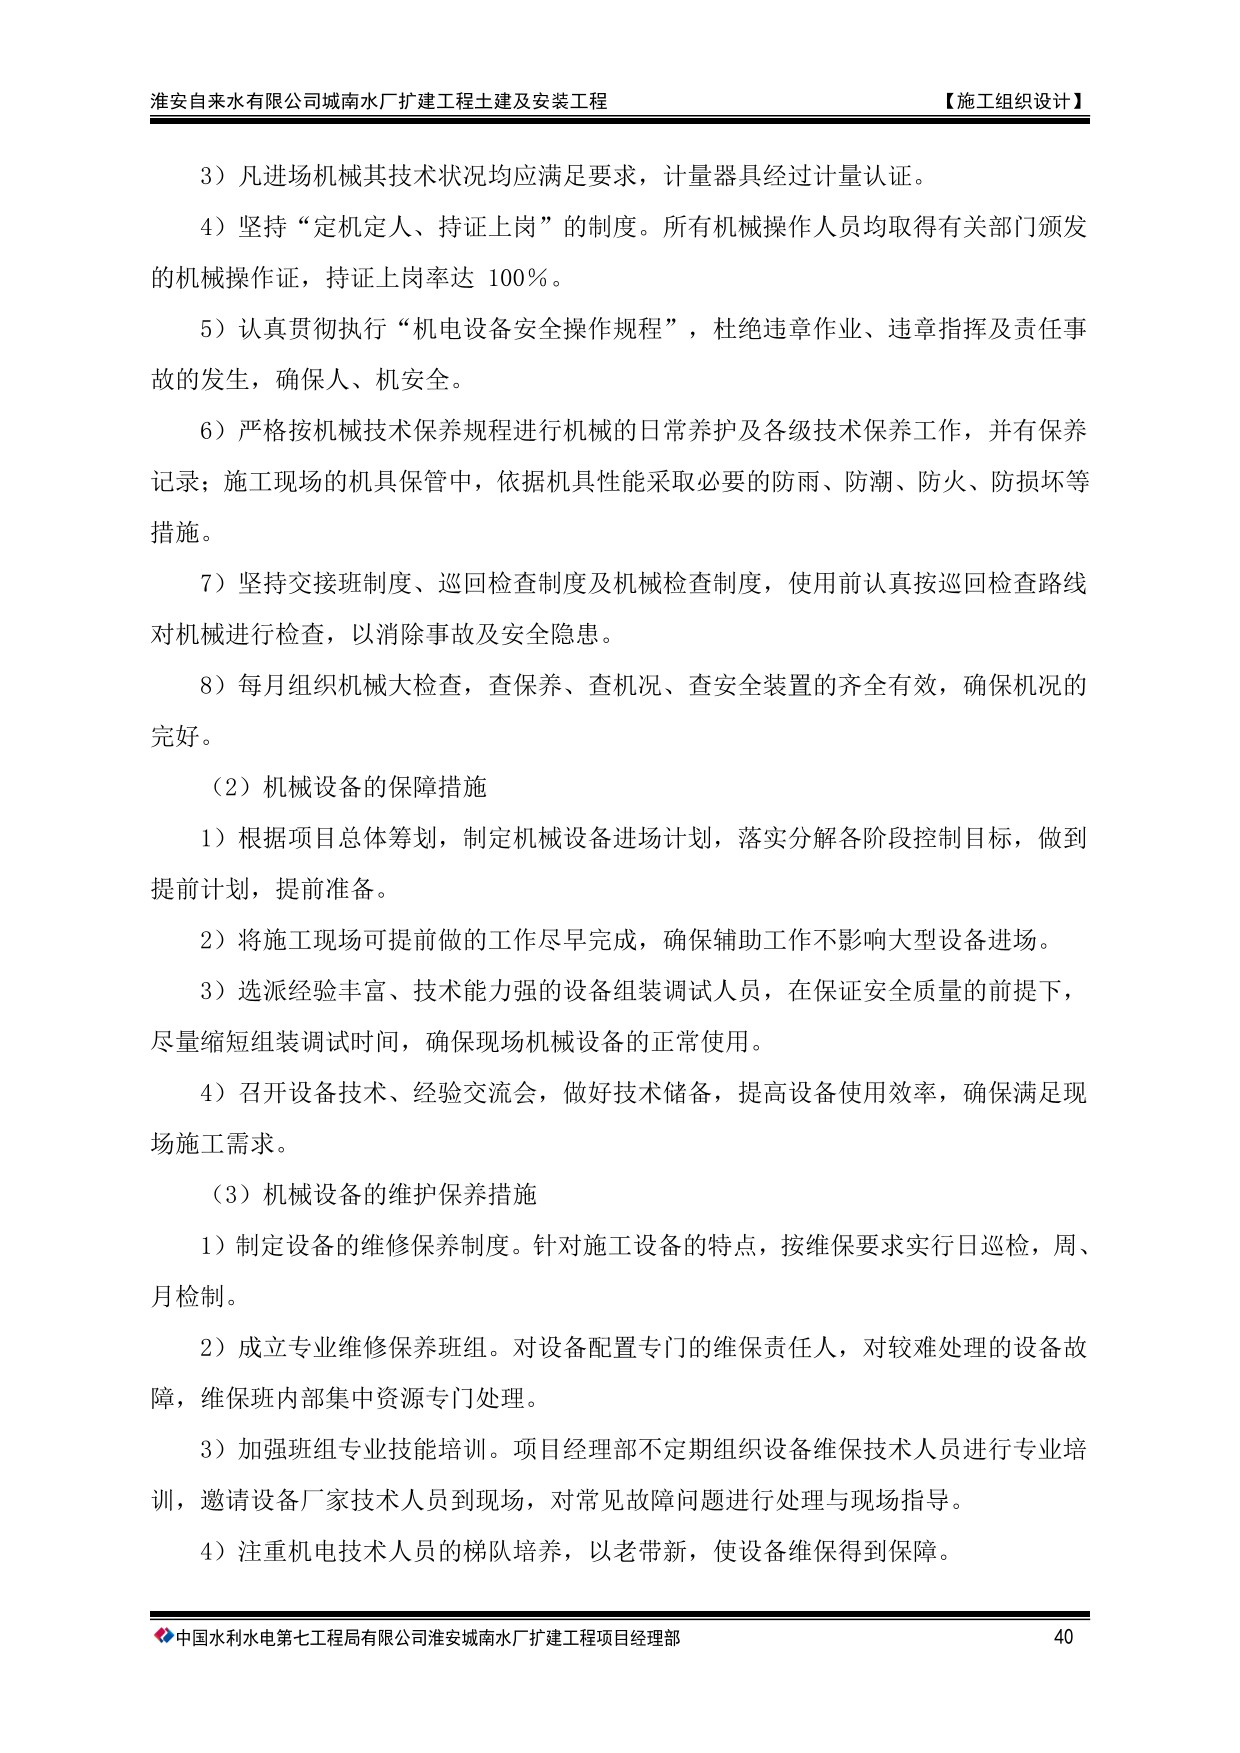 淮安自来水有限公司城南水厂扩建工程土建及安装工程 【施工组织设计】
3）凡进场机械其技术状况均应满足要求，计量器具经过计量认证。
4）坚持“定机定人、持证上岗”的制度。所有机械操作人员均取得有关部门颁发
的机械操作证，持证上岗率达 100％。
5）认真贯彻执行“机电设备安全操作规程”，杜绝违章作业、违章指挥及责任事
故的发生，确保人、机安全。
6）严格按机械技术保养规程进行机械的日常养护及各级技术保养工作，并有保养
记录；施工现场的机具保管中，依据机具性能采取必要的防雨、防潮、防火、防损坏等
措施。
7）坚持交接班制度、巡回检查制度及机械检查制度，使用前认真按巡回检查路线
对机械进行检查，以消除事故及安全隐患。
8）每月组织机械大检查，查保养、查机况、查安全装置的齐全有效，确保机况的
完好。
（2）机械设备的保障措施
1）根据项目总体筹划，制定机械设备进场计划，落实分解各阶段控制目标，做到
提前计划，提前准备。
2）将施工现场可提前做的工作尽早完成，确保辅助工作不影响大型设备进场。
3）选派经验丰富、技术能力强的设备组装调试人员，在保证安全质量的前提下，
尽量缩短组装调试时间，确保现场机械设备的正常使用。
4）召开设备技术、经验交流会，做好技术储备，提高设备使用效率，确保满足现
场施工需求。
（3）机械设备的维护保养措施
1）制定设备的维修保养制度。针对施工设备的特点，按维保要求实行日巡检，周、
月检制。
2）成立专业维修保养班组。对设备配置专门的维保责任人，对较难处理的设备故
障，维保班内部集中资源专门处理。
3）加强班组专业技能培训。项目经理部不定期组织设备维保技术人员进行专业培
训，邀请设备厂家技术人员到现场，对常见故障问题进行处理与现场指导。
4）注重机电技术人员的梯队培养，以老带新，使设备维保得到保障。
中国水利水电第七工程局有限公司淮安城南水厂扩建工程项目经理部 40